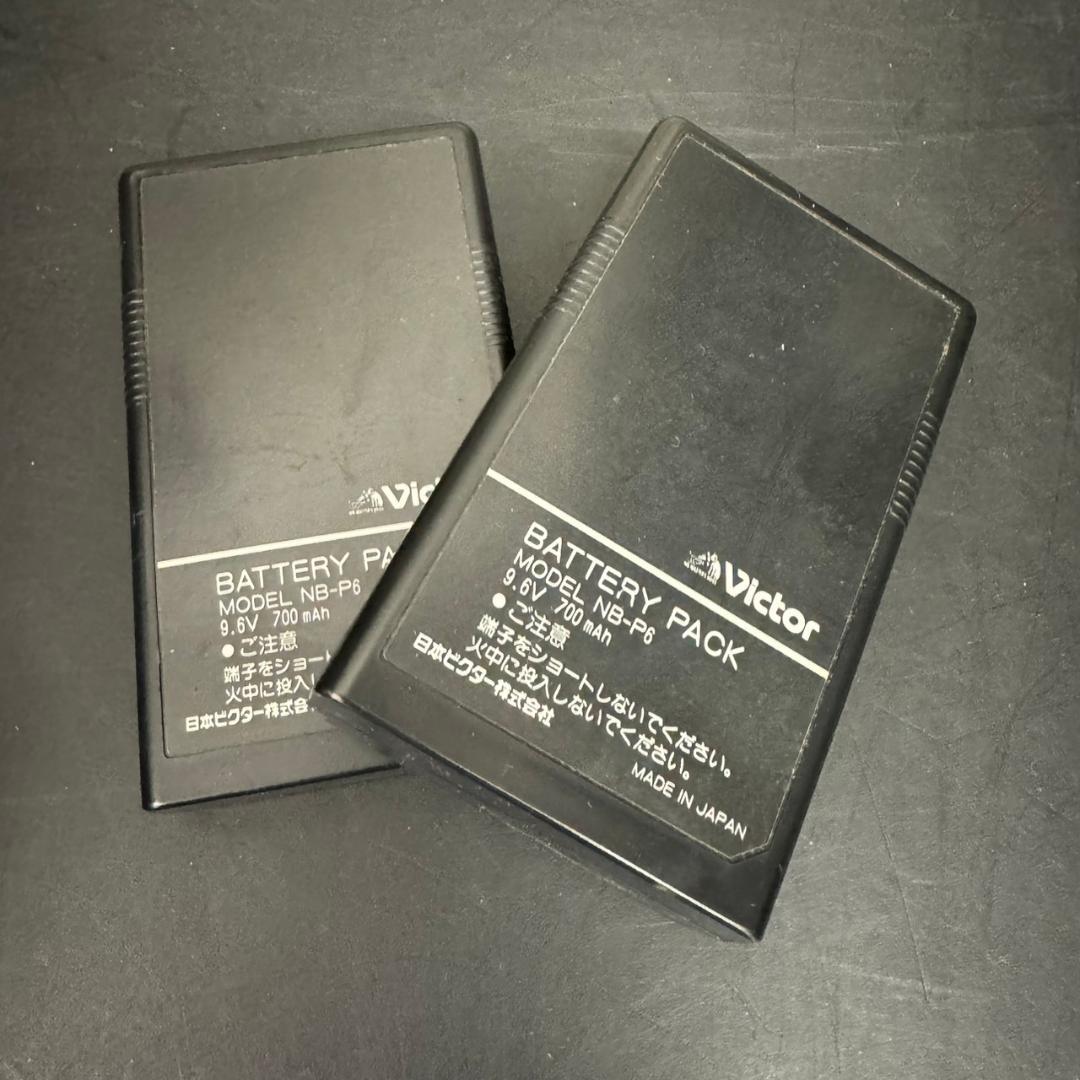 Victor
BATTERY PACK
MODEL NB-P6
9.6V 700mAh
●ご注意
端子をショートしないでください。
火中に投入しないでください。
日本ビクター株式会社
MADE IN JAPAN
Vic
BATTERY PA
MODEL NB-P6
9.6V 700mAh
●ご注意
端子をショート
火中に投入し
日本ビクター株式会